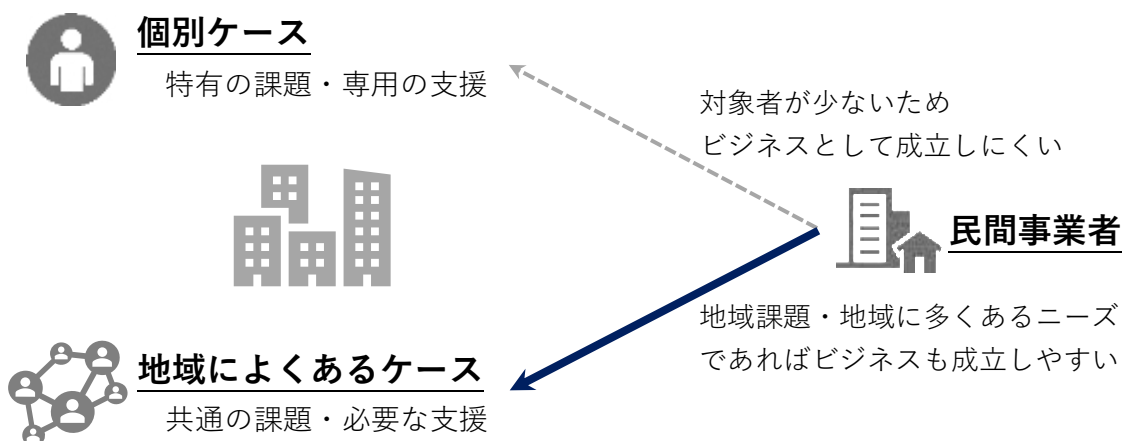 個別ケース
特有の課題・専用の支援
対象者が少ないため
ビジネスとして成立しにくい
民間事業者
地域課題・地域に多くあるニーズ
であればビジネスも成立しやすい
地域によくあるケース
共通の課題・必要な支援